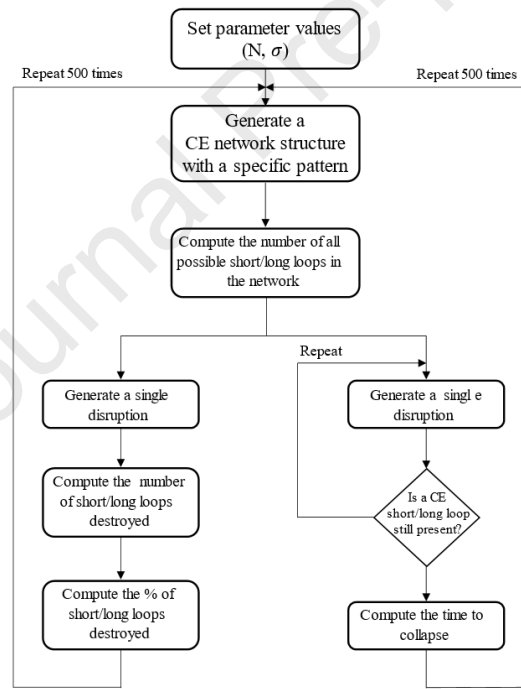 Set parameter values
(N, σ)
Repeat 500 times
Repeat 500 times
Generate a
CE network structure
with a specific pattern
Compute the number of all
possible short/long loops in
the network
Repeat
Generate a single
disruption
Generate a singl e
disruption
Compute the number
of short/long loops
destroyed
Is a CE
short/long loop
still present?
Compute the % of
short/long loops
destroyed
Compute the time to
collapse
ournal Pre-